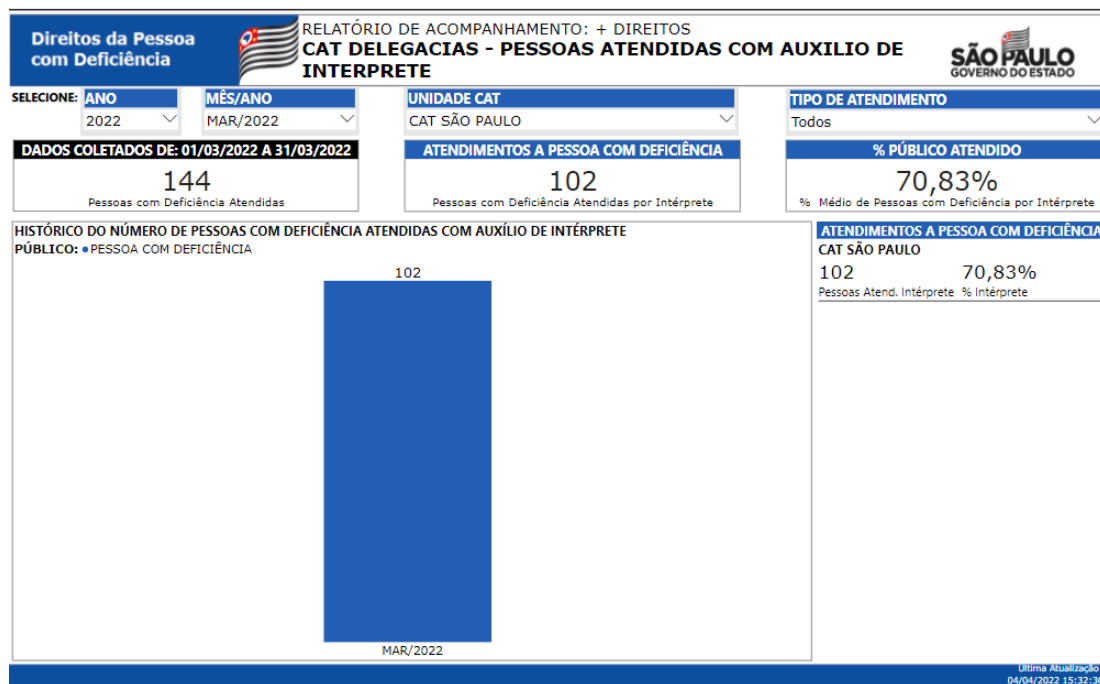 Direitos da Pessoa
com Deficiência
RELATÓRIO DE ACOMPANHAMENTO: + DIREITOS
CAT DELEGACIAS - PESSOAS ATENDIDAS COM AUXILIO DE
INTERPRETE
SÃO PAULO
GOVERNO DO ESTADO
SELECIONE: ANO MÊS/ANO UNIDADE CAT TIPO DE ATENDIMENTO
2022 MAR/2022 CAT SÃO PAULO Todos
DADOS COLETADOS DE: 01/03/2022 A 31/03/2022 ATENDIMENTOS A PESSOA COM DEFICIÊNCIA % PÚBLICO ATENDIDO
144 102 70,83%
Pessoas com Deficiência Atendidas Pessoas com Deficiência Atendidas por Intérprete % Médio de Pessoas com Deficiência por Intérprete
HISTÓRICO DO NÚMERO DE PESSOAS COM DEFICIÊNCIA ATENDIDAS COM AUXÍLIO DE INTÉRPRETE
PÚBLICO: ●PESSOA COM DEFICIÊNCIA
102
MAR/2022
ATENDIMENTOS A PESSOA COM DEFICIÊNCIA
CAT SÃO PAULO
102 70,83%
Pessoas Atend. Intérprete % Intérprete
Ultima Atualização
04/04/2022 15:32:30